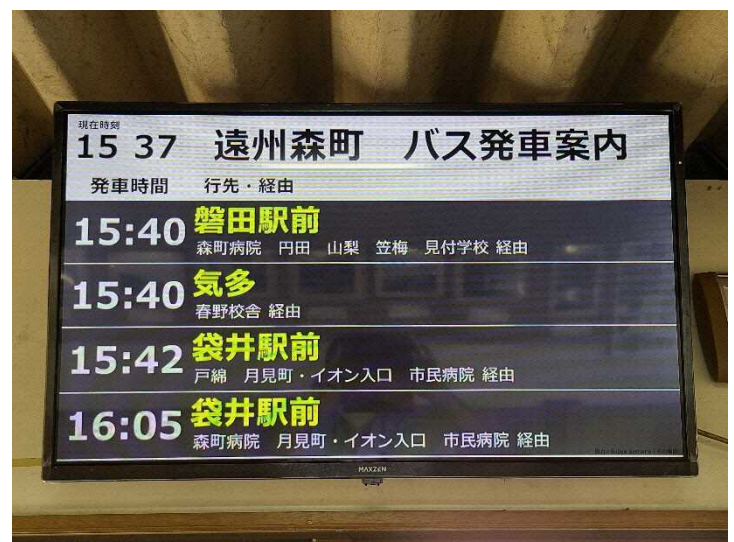 現在時刻
15 37 遠州森町 バス発車案内
発車時間 行先・経由
15:40 磐田駅前
森町病院 円田 山梨 笠梅 見付学校 経由
15:40 気多
春野校舎 経由
15:42 袋井駅前
戸綿 月見町・イオン入口 市民病院 経由
16:05 袋井駅前
森町病院 月見町・イオン入口 市民病院 経由
MAXZEN